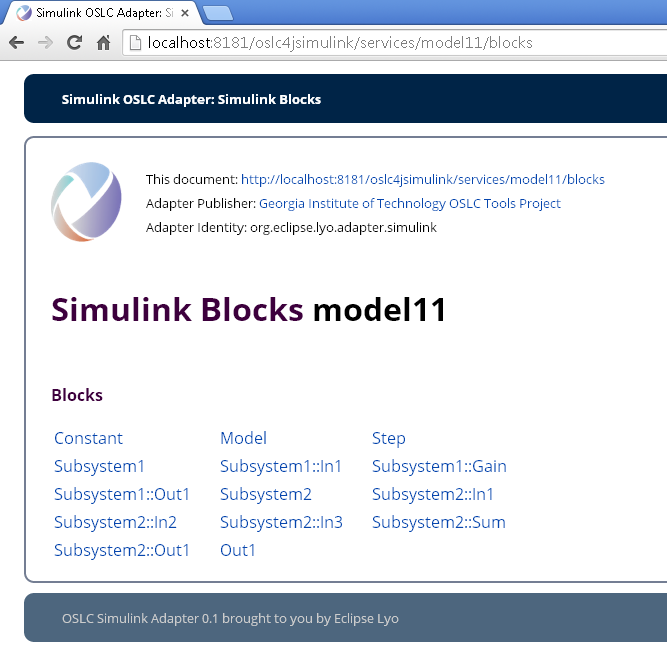 Simulink OSLC Adapter: Si
localhost:8181/oslc4jsimulink/services/model11/blocks
Simulink OSLC Adapter: Simulink Blocks
This document: http://localhost:8181/oslc4jsimulink/services/model11/blocks
Adapter Publisher: Georgia Institute of Technology OSLC Tools Project
Adapter Identity: org.eclipse.lyo.adapter.simulink
Simulink Blocks model11
Blocks
Constant Model Step
Subsystem1 Subsystem1::In1 Subsystem1::Gain
Subsystem1::Out1 Subsystem2 Subsystem2::In1
Subsystem2::In2 Subsystem2::In3 Subsystem2::Sum
Subsystem2::Out1 Out1
OSLC Simulink Adapter 0.1 brought to you by Eclipse Lyo